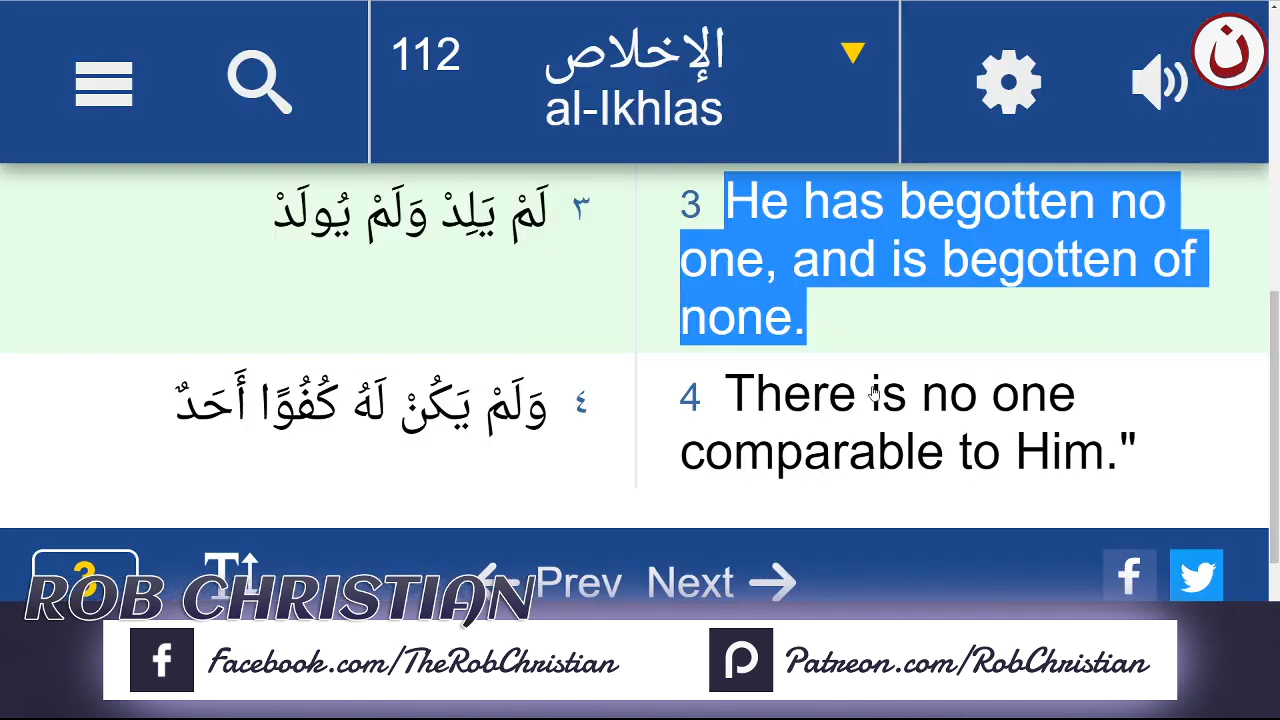 112
الإخلاص
al-Ikhlas
ن
لَمْ يَلِدْ وَلَمْ يُولَدْ ٣
3 He has begotten no
one, and is begotten of
none.
وَلَمْ يَكُنْ لَهُ كُفُوًا أَحَدٌ ٤
4 There is no one
comparable to Him."
3
T
← Prev Next →
f
ROB CHRISTIAN
f Facebook.com/TheRobChristian
Patreon.com/RobChristian